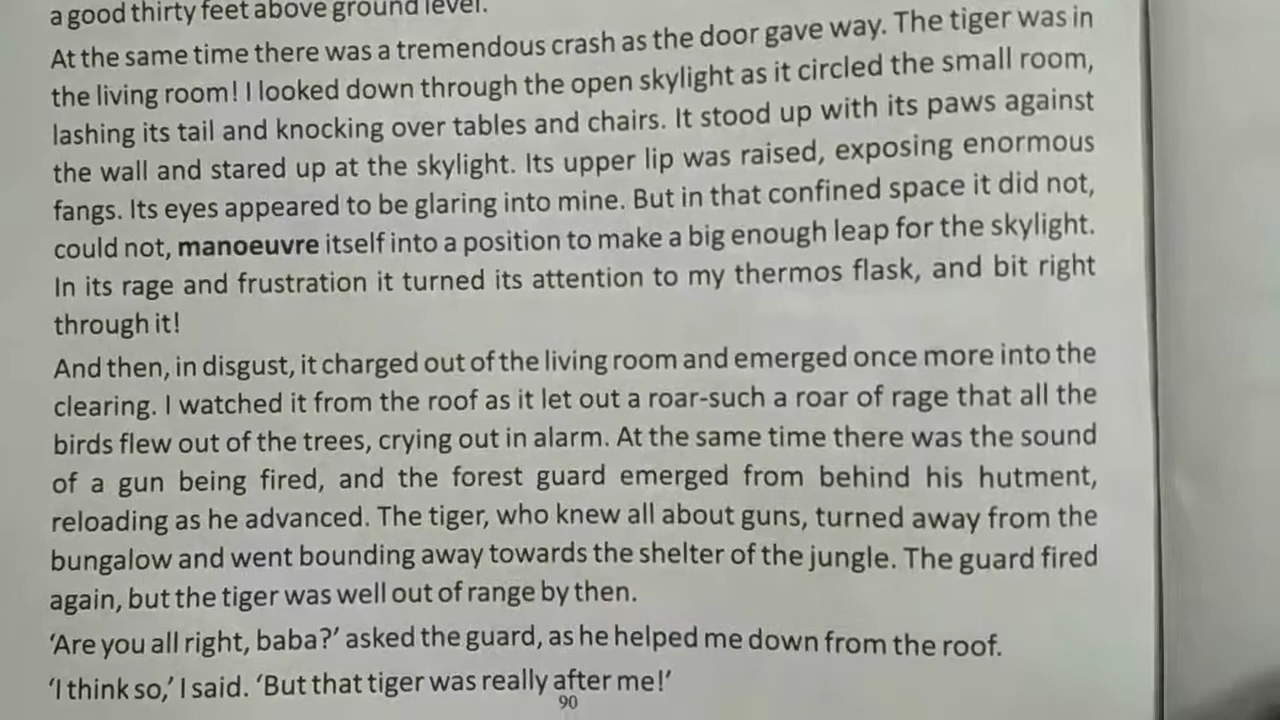 a good thirty feet above ground level.
At the same time there was a tremendous crash as the door gave way. The tiger was in
the living room! I looked down through the open skylight as it circled the small room,
lashing its tail and knocking over tables and chairs. It stood up with its paws against
the wall and stared up at the skylight. Its upper lip was raised, exposing enormous
fangs. Its eyes appeared to be glaring into mine. But in that confined space it did not,
could not, manoeuvre itself into a position to make a big enough leap for the skylight.
In its rage and frustration it turned its attention to my thermos flask, and bit right
through it!
And then, in disgust, it charged out of the living room and emerged once more into the
clearing. I watched it from the roof as it let out a roar-such a roar of rage that all the
birds flew out of the trees, crying out in alarm. At the same time there was the sound
of a gun being fired, and the forest guard emerged from behind his hutment,
reloading as he advanced. The tiger, who knew all about guns, turned away from the
bungalow and went bounding away towards the shelter of the jungle. The guard fired
again, but the tiger was well out of range by then.
‘Are you all right, baba?’ asked the guard, as he helped me down from the roof.
‘I think so,’ I said. ‘But that tiger was really after me!’
90